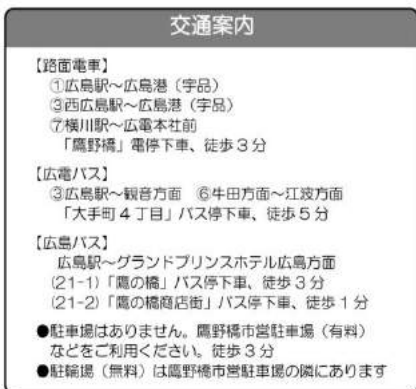 交通案内
【路面電車】
①広島駅～広島港（宇品）
③西広島駅～広島港（宇品）
⑦横川駅～広電本社前
「鷹野橋」電停下車、徒歩３分
【広電バス】
③広島駅～観音方面　⑥牛田方面～江波方面
「大手町４丁目」バス停下車、徒歩５分
【広島バス】
広島駅～グランドプリンスホテル広島方面
(21-1)「鷹の橋」バス停下車、徒歩３分
(21-2)「鷹の橋商店街」バス停下車、徒歩１分
●駐車場はありません。鷹野橋市営駐車場（有料）
などをご利用ください。徒歩３分
●駐輪場（無料）は鷹野橋市営駐車場の隣にあります